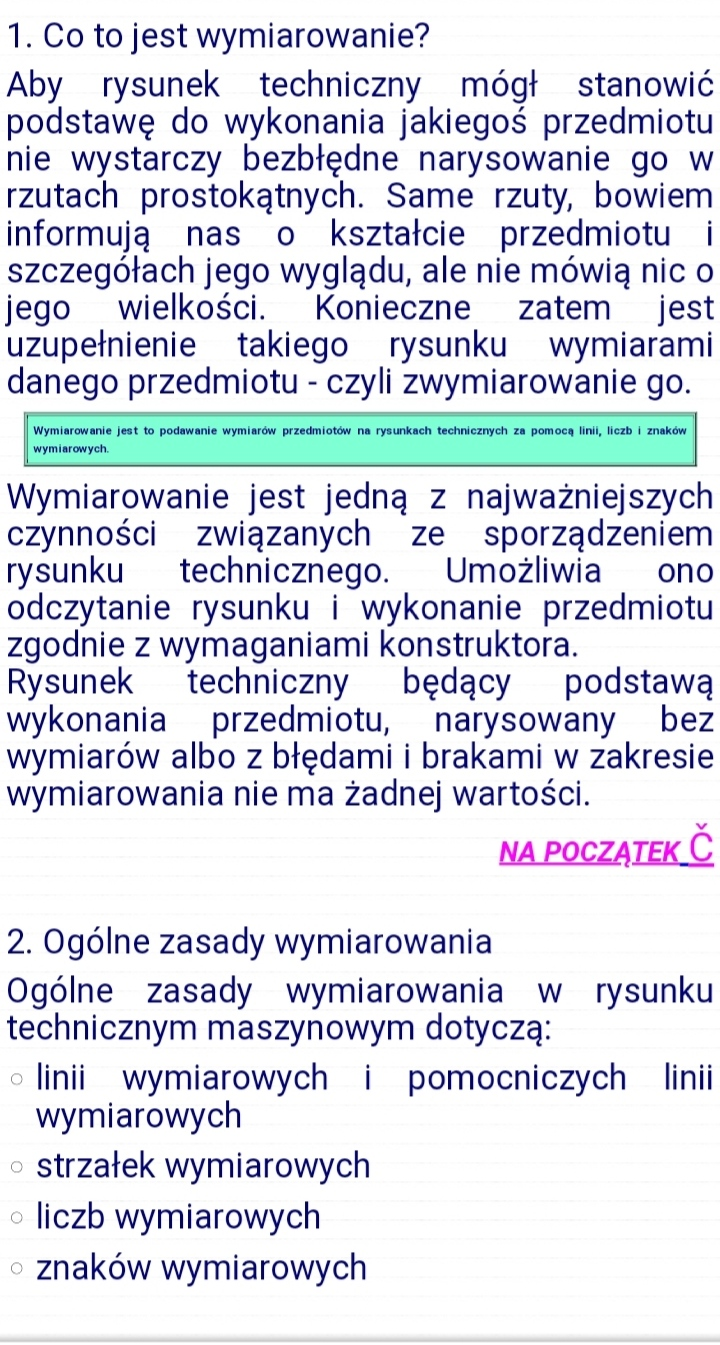 1. Co to jest wymiarowanie?
Aby rysunek techniczny mógł stanowić
podstawę do wykonania jakiegoś przedmiotu
nie wystarczy bezbłędne narysowanie go w
rzutach prostokątnych. Same rzuty, bowiem
informują nas o kształcie przedmiotu i
szczegółach jego wyglądu, ale nie mówią nic o
jego wielkości. Konieczne zatem jest
uzupełnienie takiego rysunku wymiarami
danego przedmiotu - czyli zwymiarowanie go.
Wymiarowanie jest to podawanie wymiarów przedmiotów na rysunkach technicznych za pomocą linii, liczb i znaków
wymiarowych.
Wymiarowanie jest jedną z najważniejszych
czynności związanych ze sporządzeniem
rysunku technicznego. Umożliwia ono
odczytanie rysunku i wykonanie przedmiotu
zgodnie z wymaganiami konstruktora.
Rysunek techniczny będący podstawą
wykonania przedmiotu, narysowany bez
wymiarów albo z błędami i brakami w zakresie
wymiarowania nie ma żadnej wartości.
NA POCZĄTEK Č
2. Ogólne zasady wymiarowania
Ogólne zasady wymiarowania w rysunku
technicznym maszynowym dotyczą:
linii wymiarowych i pomocniczych linii
wymiarowych
strzałek wymiarowych
liczb wymiarowych
znaków wymiarowych